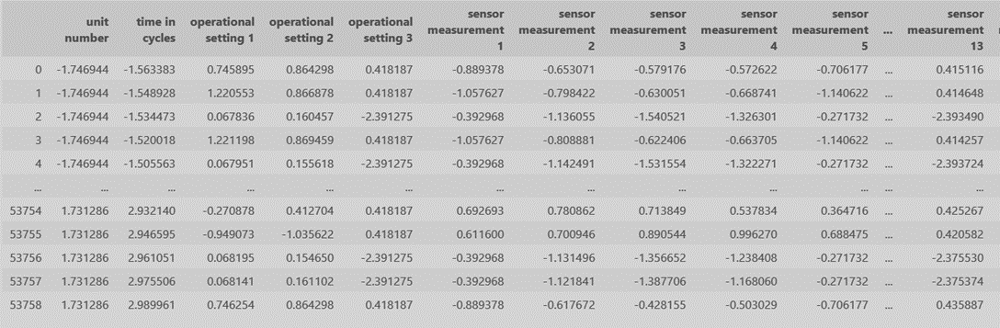 unit number time in cycles operational setting 1 operational setting 2 operational setting 3 sensor measurement 1 sensor measurement 2 sensor measurement 3 sensor measurement 4 sensor measurement 5 ... sensor measurement 13
0 -1.746944 -1.563383 0.745895 0.864298 0.418187 -0.889378 -0.653071 -0.579176 -0.572622 -0.706177 ... 0.415116
1 -1.746944 -1.548928 1.220553 0.866878 0.418187 -1.057627 -0.798422 -0.630051 -0.668741 -1.140622 ... 0.414648
2 -1.746944 -1.534473 0.067836 0.160457 -2.391275 -0.392968 -1.136055 -1.540521 -1.326301 -0.271732 ... -2.393490
3 -1.746944 -1.520018 1.221198 0.869459 0.418187 -1.057627 -0.808881 -0.622406 -0.663705 -1.140622 ... 0.414257
4 -1.746944 -1.505563 0.067951 0.155618 -2.391275 -0.392968 -1.142491 -1.531554 -1.322271 -0.271732 ... -2.393724
... ... ... ... ... ... ... ... ... ... ... ... ...
53754 1.731286 2.932140 -0.270878 0.412704 0.418187 0.692693 0.780862 0.713849 0.537834 0.364716 ... 0.425267
53755 1.731286 2.946595 -0.949073 -1.035622 0.418187 0.611600 0.700946 0.890544 0.996270 0.688475 ... 0.420582
53756 1.731286 2.961051 0.068195 0.154650 -2.391275 -0.392968 -1.131496 -1.356652 -1.238408 -0.271732 ... -2.375530
53757 1.731286 2.975506 0.068141 0.161102 -2.391275 -0.392968 -1.121841 -1.387706 -1.168060 -0.271732 ... -2.375374
53758 1.731286 2.989961 0.746254 0.864298 0.418187 -0.889378 -0.617672 -0.428155 -0.503029 -0.706177 ... 0.435887